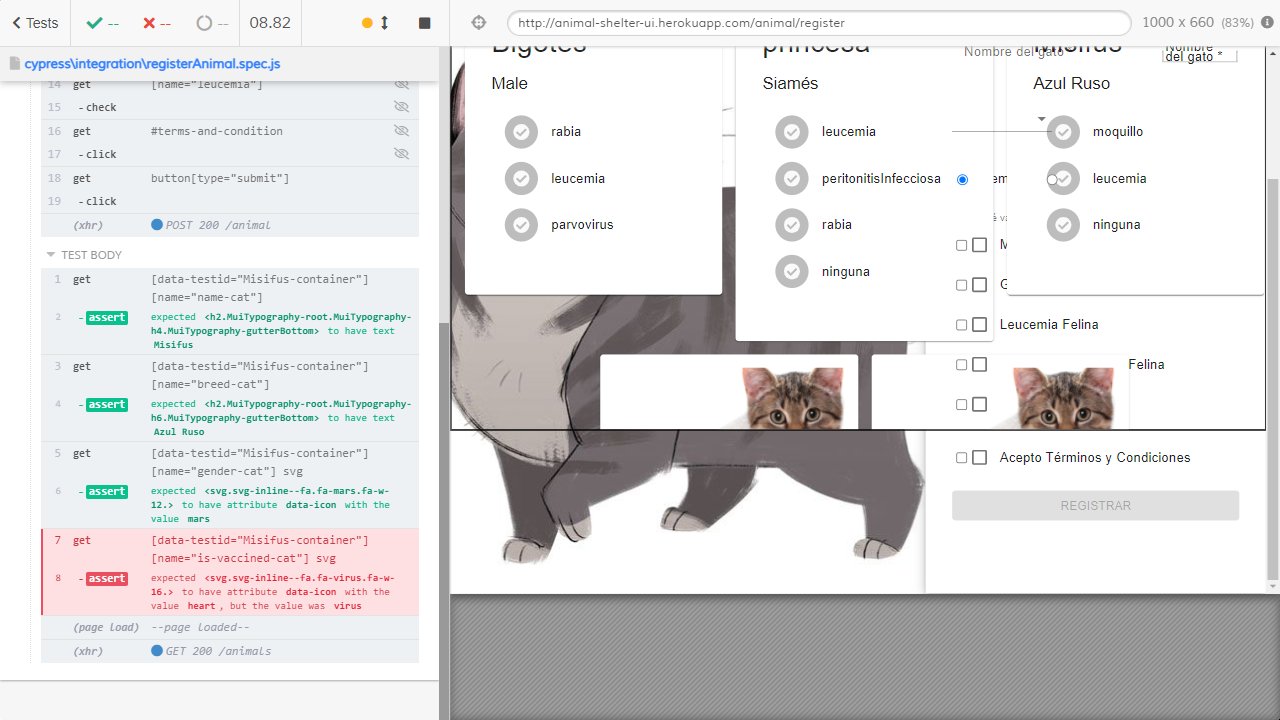 Tests
--
--
--
08.82
http://animal-shelter-ui.herokuapp.com/animal/register
1000 x 660 (83%)
cypress\integration\registerAnimal.spec.js
14 get [name="leucemia"]
15 - check
16 get #terms-and-condition
17 - click
18 get button[type="submit"]
19 - click
(xhr) POST 200 /animal
TEST BODY
1 get [data-testid="Misifus-container"]
[name="name-cat"]
2 - assert expected <h2.MuiTypography-root.MuiTypography-
h4.MuiTypography-gutterBottom> to have text
Misifus
3 get [data-testid="Misifus-container"]
[name="breed-cat"]
4 - assert expected <h2.MuiTypography-root.MuiTypography-
h6.MuiTypography-gutterBottom> to have text
Azul Ruso
5 get [data-testid="Misifus-container"]
[name="gender-cat"] svg
6 - assert expected <svg.svg-inline--fa.fa-mars.fa-w-
12.> to have attribute data-icon with the
value mars
7 get [data-testid="Misifus-container"]
[name="is-vaccined-cat"] svg
8 - assert expected <svg.svg-inline--fa.fa-virus.fa-w-
16.> to have attribute data-icon with the
value heart , but the value was virus
(page load) --page loaded--
(xhr) GET 200 /animals
Bigotes
Male
rabia
leucemia
parvovirus
princesa
Siamés
leucemia
peritonitisInfecciosa
rabia
ninguna
Nombre del gato
Misifus
Nombre
del gato *
Azul Ruso
moquillo
leucemia
ninguna
em
é va
M
G
Leucemia Felina
Felina
Acepto Términos y Condiciones
REGISTRAR